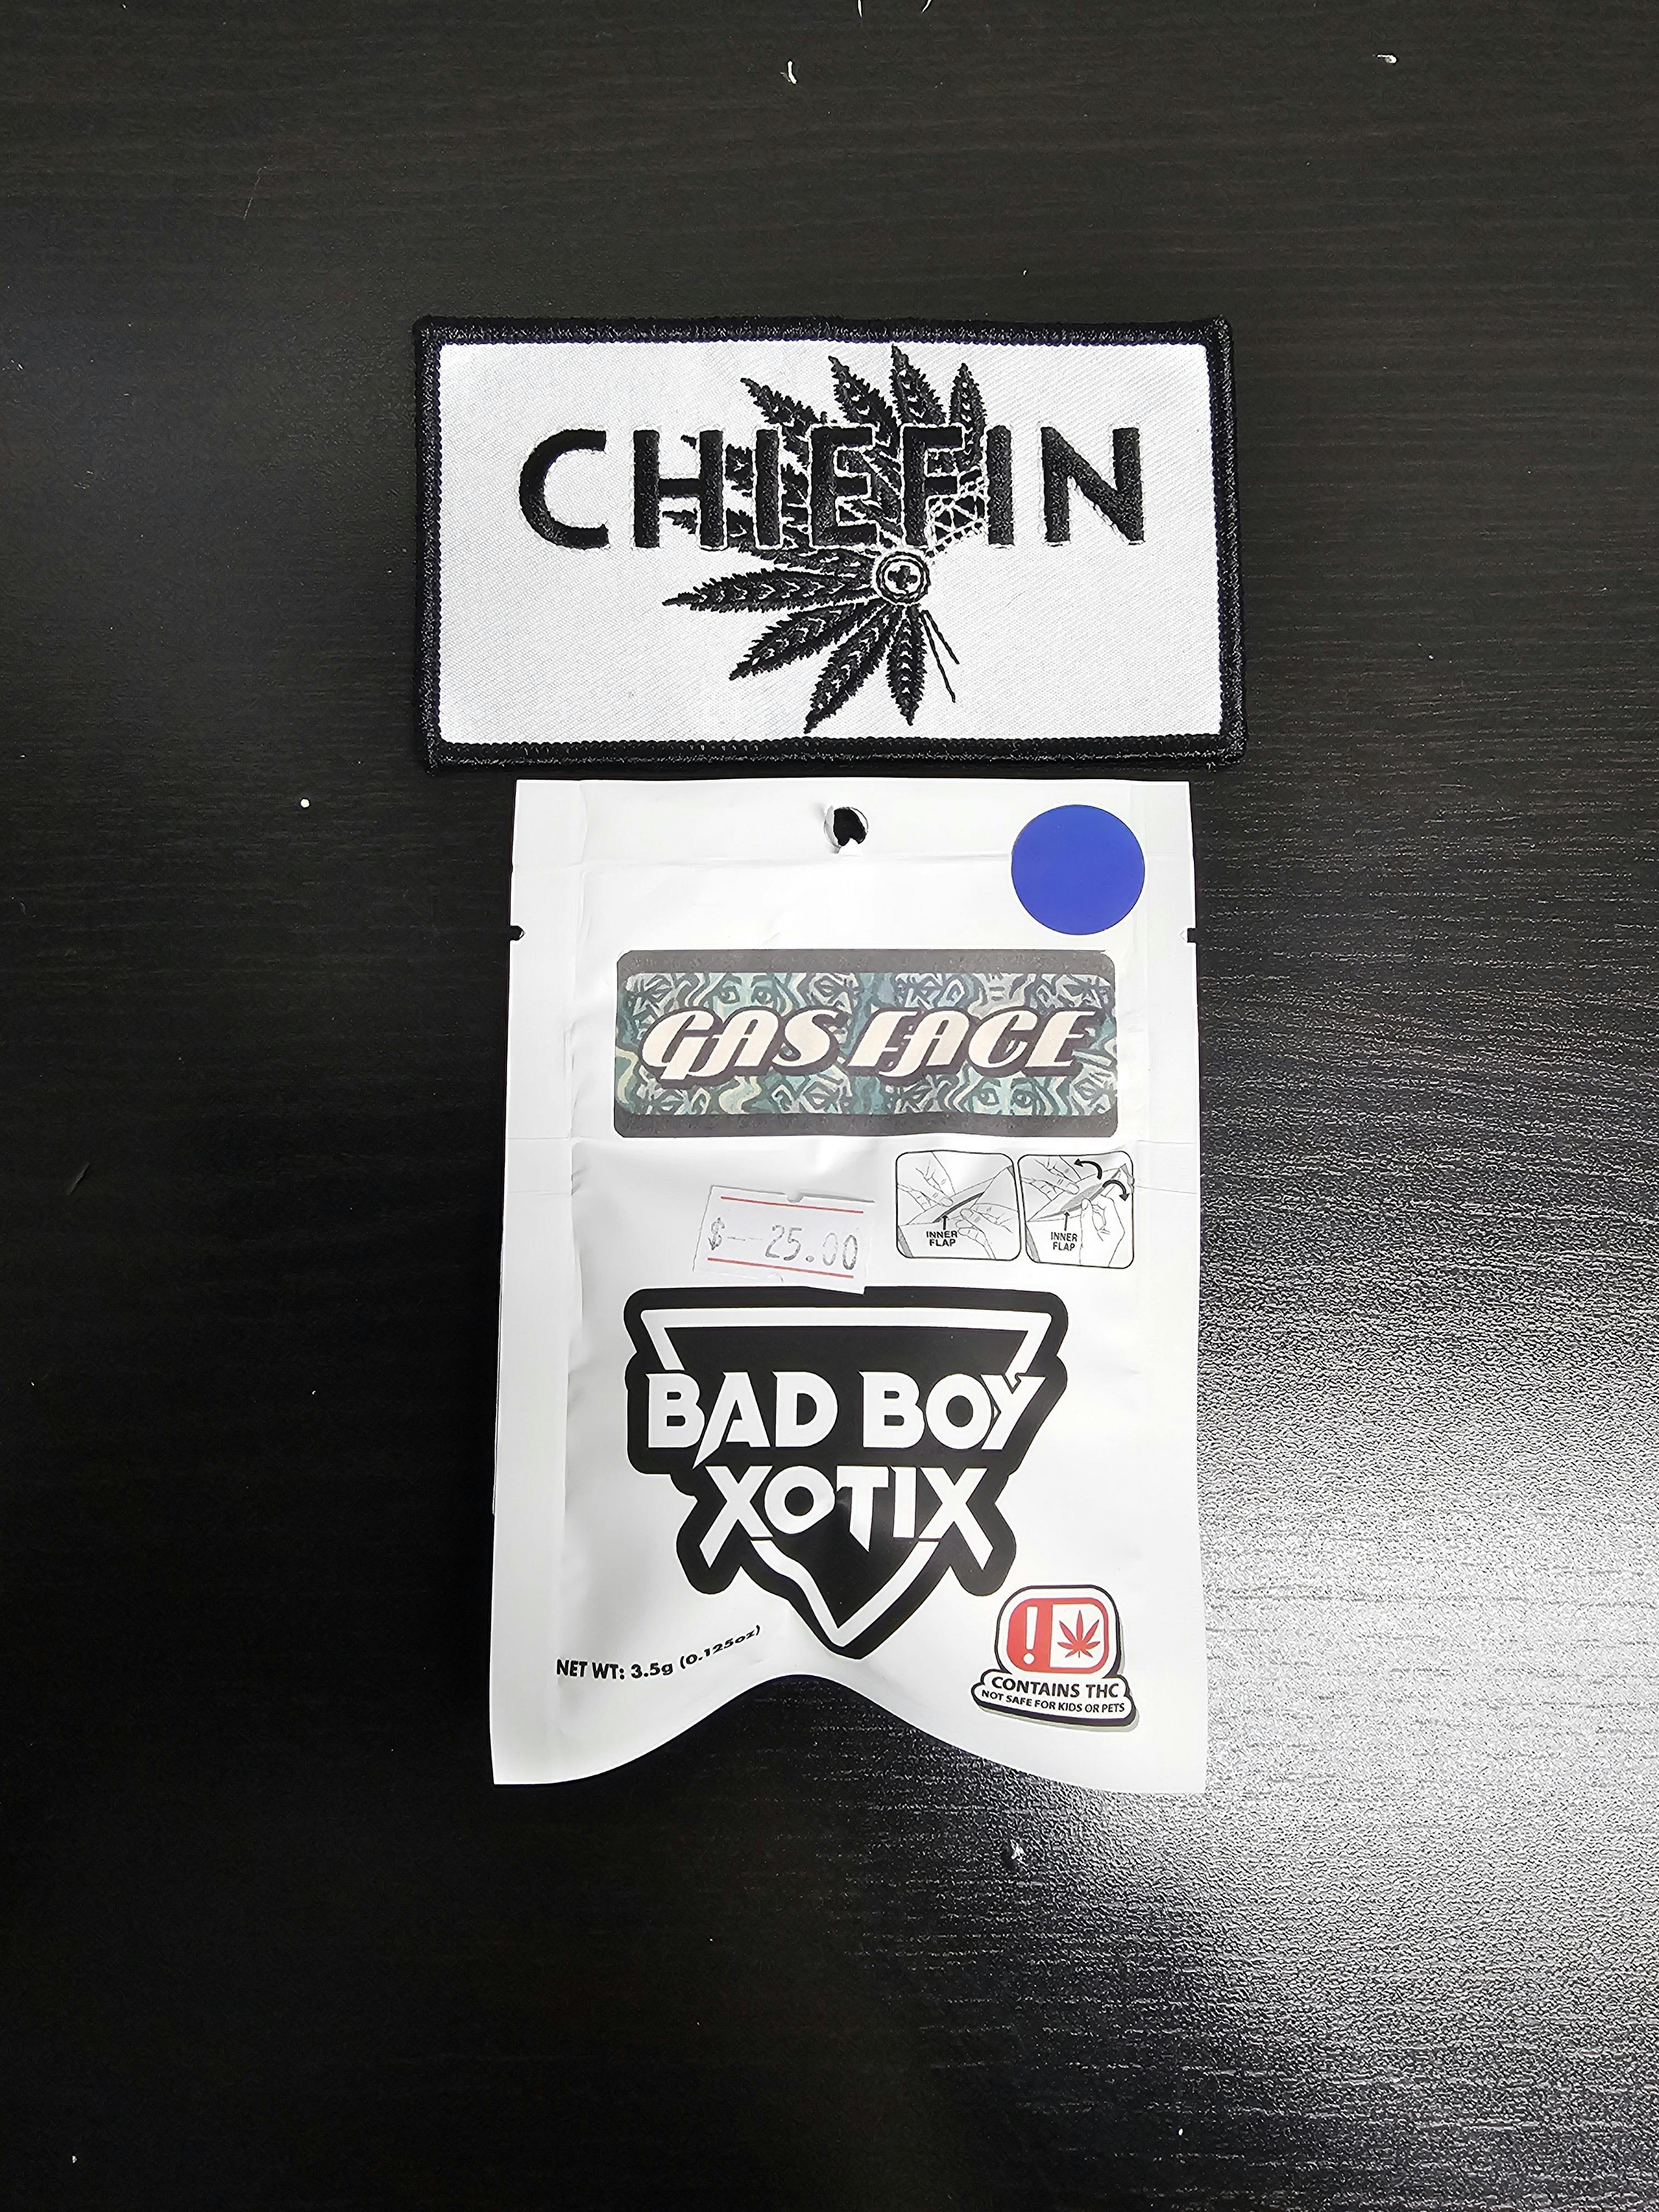 CHIEFIN
GAS FACE
INNER
FLAP
INNER
FLAP
$--25.00
BAD BOY
XOTIX
NET WT: 3.5g (0.125oz)
!
CONTAINS THC
NOT SAFE FOR KIDS OR PETS